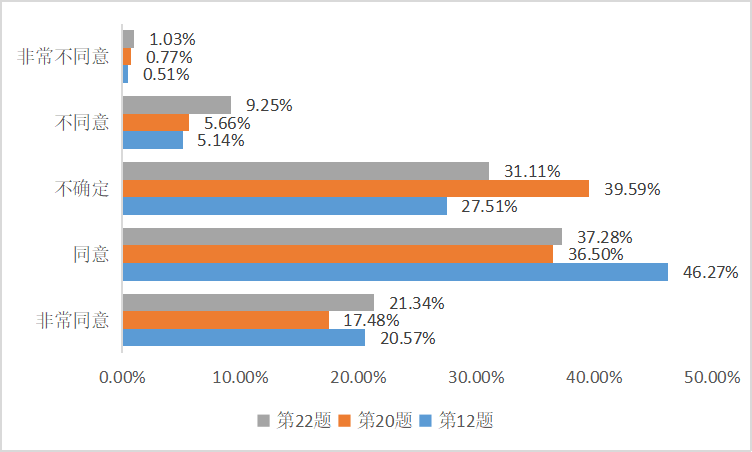 非常不同意
1.03%
0.77%
0.51%
不同意
9.25%
5.66%
5.14%
不确定
31.11%
39.59%
27.51%
同意
37.28%
36.50%
46.27%
非常同意
21.34%
17.48%
20.57%
0.00% 10.00% 20.00% 30.00% 40.00% 50.00%
第22题 第20题 第12题